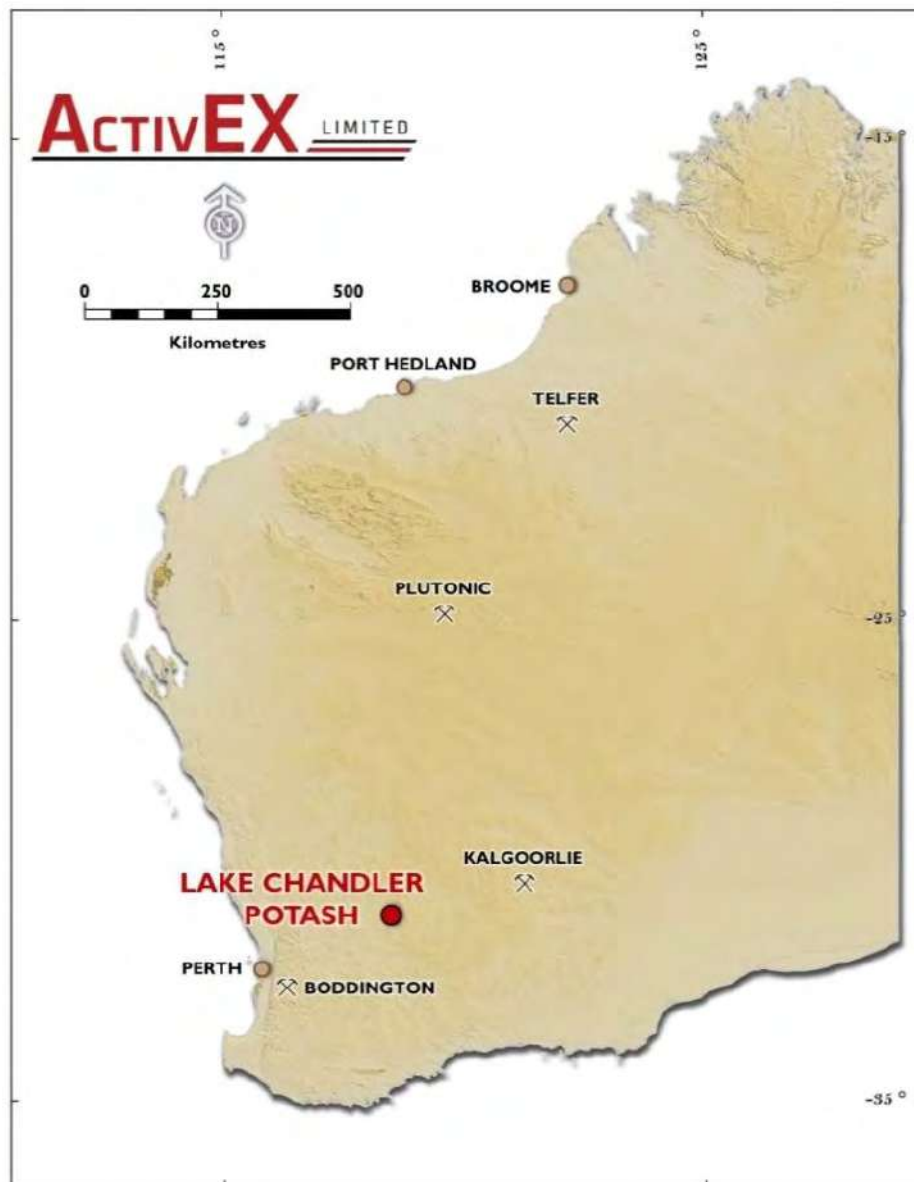 115 °
125 °
ACTIVEX LIMITED
-15 °
N
0 250 500
Kilometres
BROOME
PORT HEDLAND
TELFER
PLUTONIC
-25 °
KALGOORLIE
LAKE CHANDLER
POTASH
PERTH
BODDINGTON
-35 °